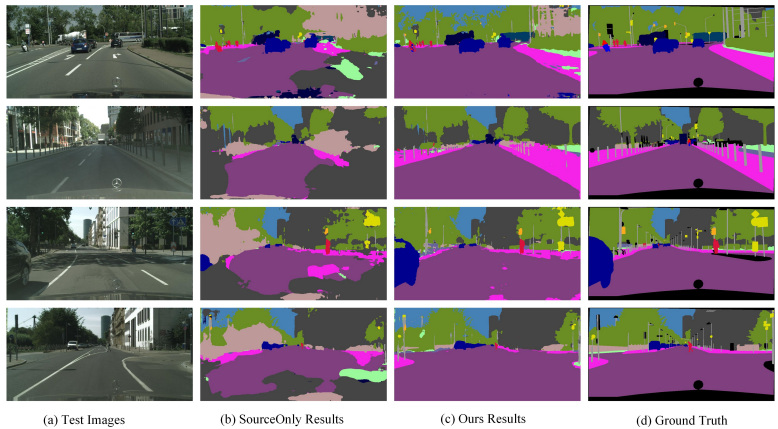 (a) Test Images
(b) SourceOnly Results
(c) Ours Results
(d) Ground Truth